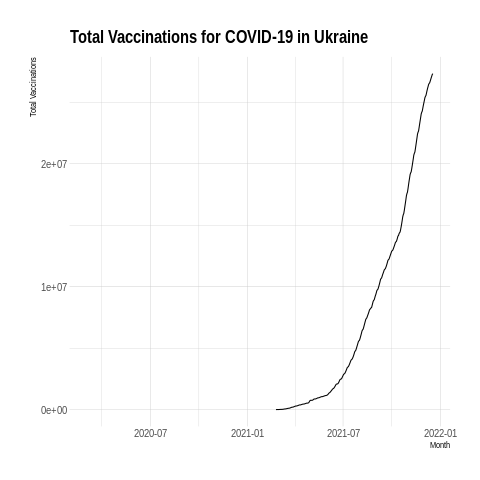 Total Vaccinations for COVID-19 in Ukraine
Total Vaccinations
2e+07
1e+07
0e+00
2020-07 2021-01 2021-07 2022-01
Month